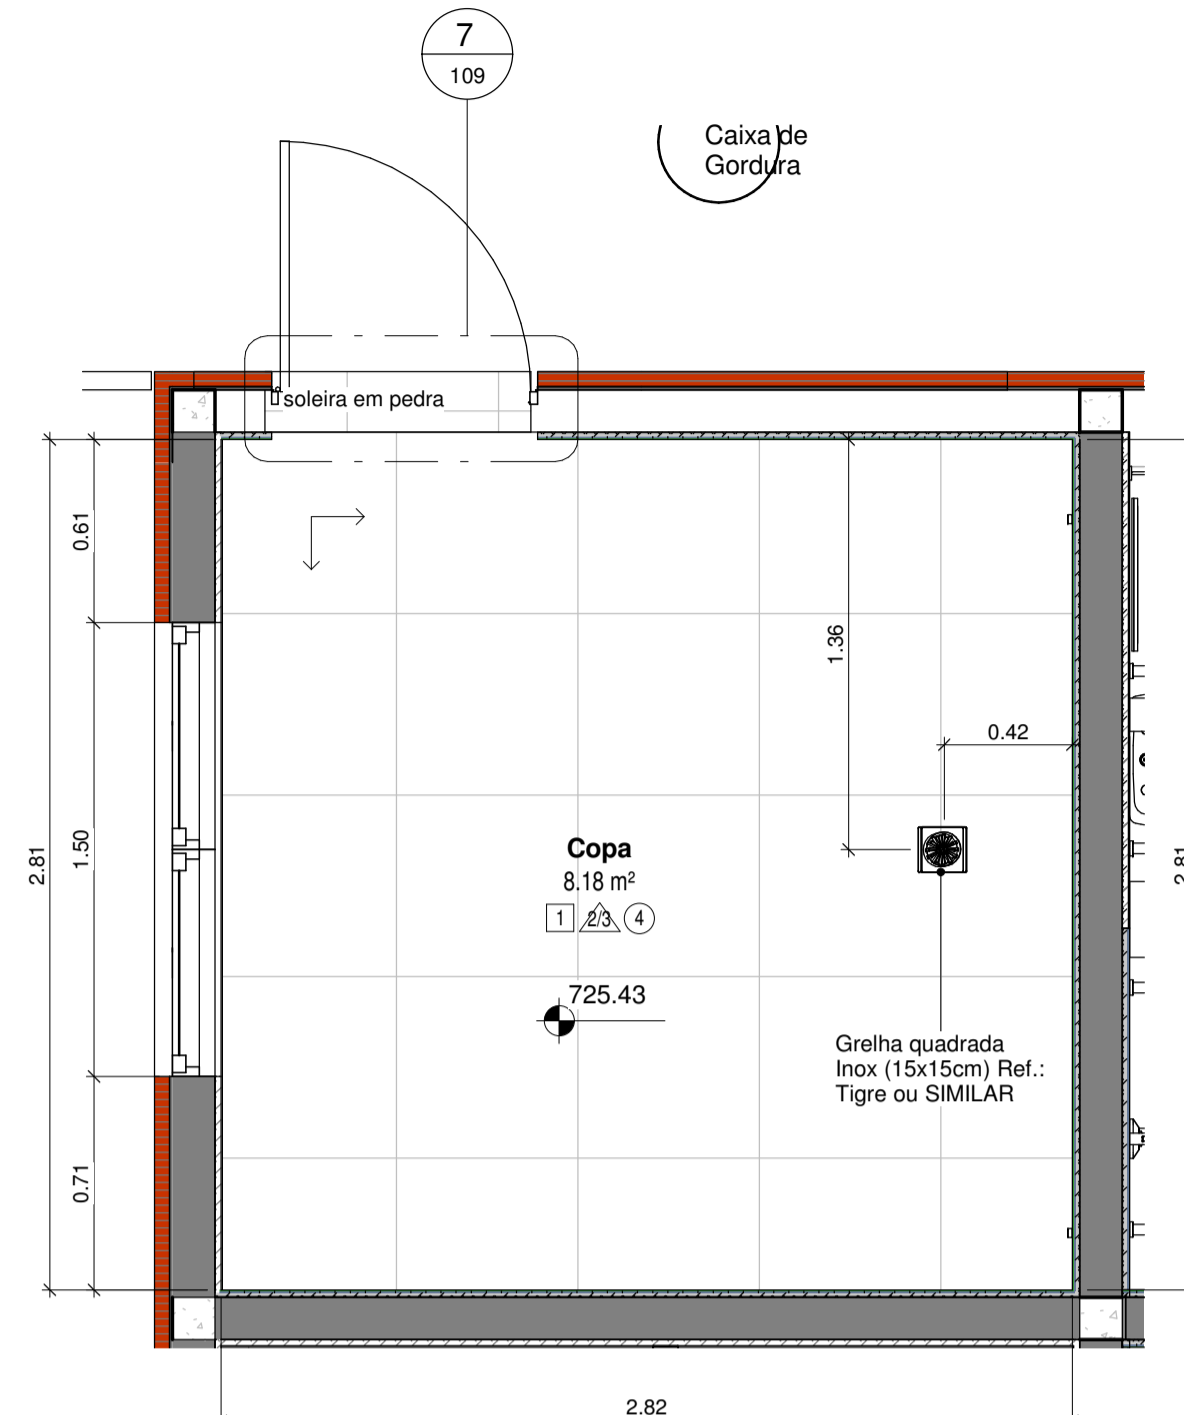 7
109
Caixa de
Gordura
soleira em pedra
0.61
1.36
0.42
2.81
1.50
2.81
Copa
8.18 m²
1 2/3 4
725.43
Grelha quadrada
Inox (15x15cm) Ref.:
Tigre ou SIMILAR
0.71
2.82